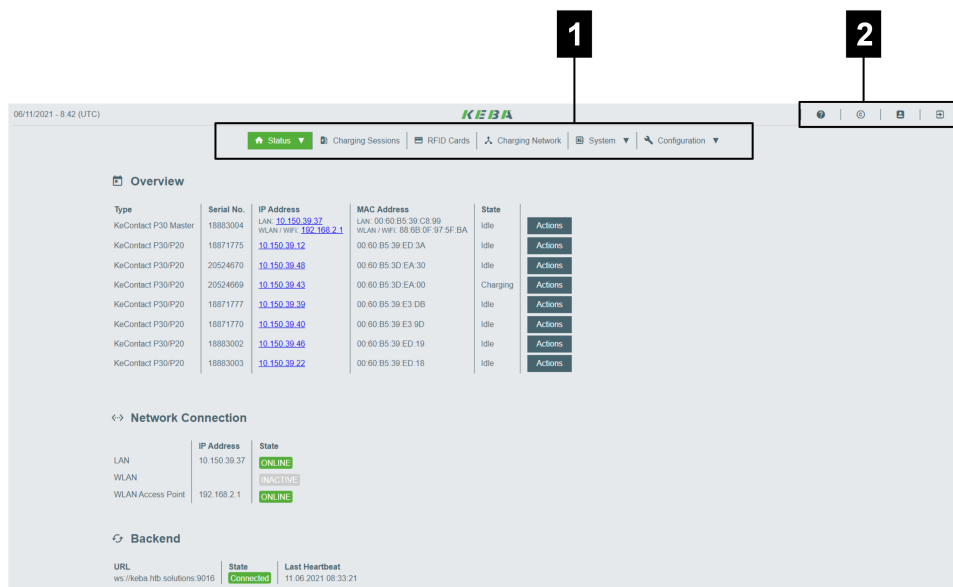 1
2
06/11/2021 - 8:42 (UTC)
KEBA
Status ▼ Charging Sessions RFID Cards Charging Network System ▼ Configuration ▼
Overview
Type Serial No. IP Address MAC Address State
KeContact P30 Master 18883004 LAN: 10.150.39.37 LAN: 00:60:B5:39:C8:99 Idle Actions
WLAN / WIFI: 192.168.2.1 WLAN / WIFI: 88:6B:0F:97:5F:BA
KeContact P30/P20 18871775 10.150.39.12 00:60:B5:39:ED:3A Idle Actions
KeContact P30/P20 20524670 10.150.39.48 00:60:B5:3D:EA:30 Idle Actions
KeContact P30/P20 20524669 10.150.39.43 00:60:B5:3D:EA:00 Charging Actions
KeContact P30/P20 18871777 10.150.39.39 00:60:B5:39:E3:DB Idle Actions
KeContact P30/P20 18871770 10.150.39.40 00:60:B5:39:E3:9D Idle Actions
KeContact P30/P20 18883002 10.150.39.46 00:60:B5:39:ED:19 Idle Actions
KeContact P30/P20 18883003 10.150.39.22 00:60:B5:39:ED:18 Idle Actions
Network Connection
IP Address State
LAN 10.150.39.37 ONLINE
WLAN INACTIVE
WLAN Access Point 192.168.2.1 ONLINE
Backend
URL State Last Heartbeat
ws://keba.htb.solutions:9016 Connected 11.06.2021 08:33:21